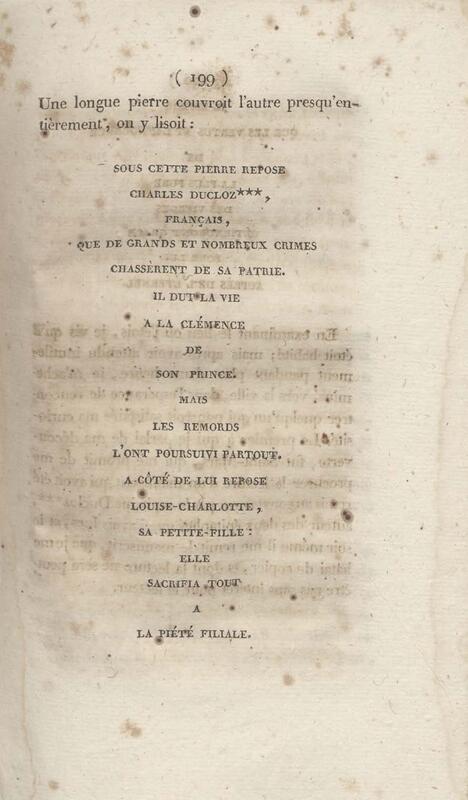 ( 199 )
Une longue pierre couvroit l'autre presqu'en-
tièrement, on y lisoit :
SOUS CETTE PIERRE REPOSE
CHARLES DUCLOZ***,
FRANÇAIS,
QUE DE GRANDS ET NOMBREUX CRIMES
CHASSÈRENT DE SA PATRIE.
IL DUT LA VIE
A LA CLÉMENCE
DE
SON PRINCE.
MAIS
LES REMORDS
L'ONT POURSUIVI PARTOUT.
A CÔTÉ DE LUI REPOSE
LOUISE-CHARLOTTE,
SA PETITE-FILLE :
ELLE
SACRIFIA TOUT
A
LA PIÉTÉ FILIALE.